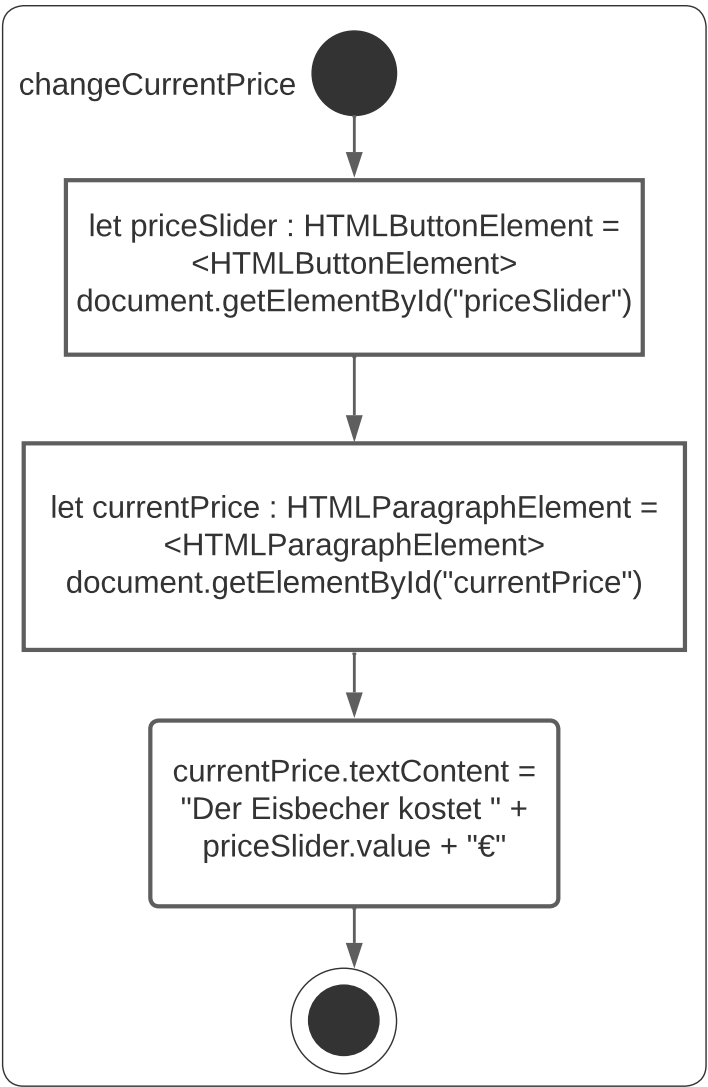 changeCurrentPrice
let priceSlider : HTMLButtonElement =
<HTMLButtonElement>
document.getElementById("priceSlider")
let currentPrice : HTMLParagraphElement =
<HTMLParagraphElement>
document.getElementById("currentPrice")
currentPrice.textContent =
"Der Eisbecher kostet " +
priceSlider.value + "€"